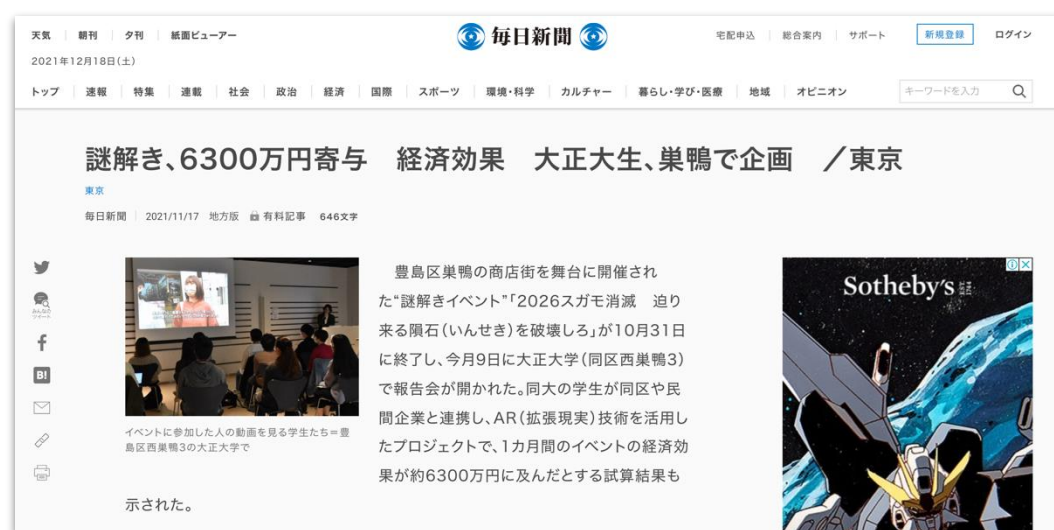 天気 朝刊 夕刊 紙面ビューアー
毎日新聞
宅配申込 総合案内 サポート 新規登録 ログイン
2021年12月18日(土)
トップ 速報 特集 連載 社会 政治 経済 国際 スポーツ 環境・科学 カルチャー 暮らし・学び・医療 地域 オピニオン キーワードを入力
謎解き、6300万円寄与　経済効果　大正大生、巣鴨で企画　／東京
東京
毎日新聞 2021/11/17 地方版 有料記事 646文字
みんなの
ツイート
f
B!
イベントに参加した人の動画を見る学生たち＝豊
島区西巣鴨3の大正大学で
豊島区巣鴨の商店街を舞台に開催され
た“謎解きイベント”「2026スガモ消滅　迫り
来る隕石(いんせき)を破壊しろ」が10月31日
に終了し、今月9日に大正大学(同区西巣鴨3)
で報告会が開かれた。同大の学生が同区や民
間企業と連携し、AR(拡張現実)技術を活用し
たプロジェクトで、1カ月間のイベントの経済効
果が約6300万円に及んだとする試算結果も
示された。
Sotheby's EST. 1744